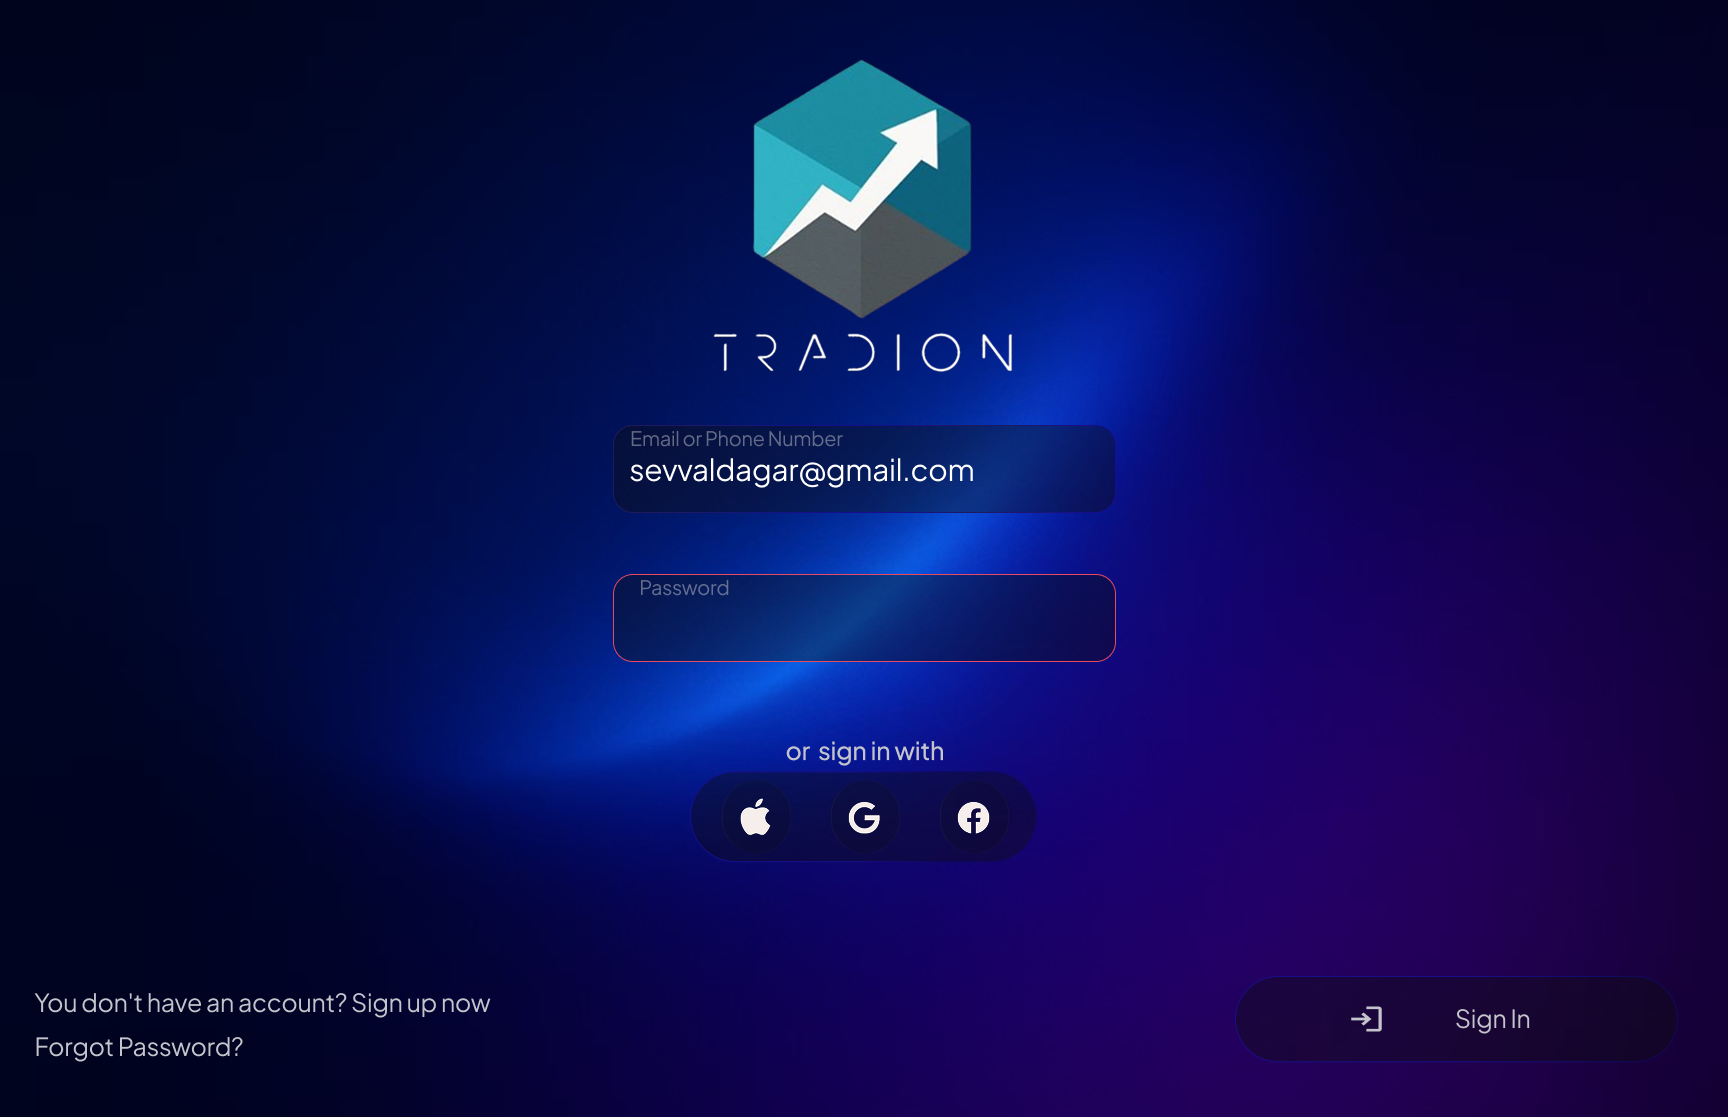 TRADION
Email or Phone Number
sevvaldagar@gmail.com
Password
or sign in with
You don't have an account? Sign up now
Forgot Password?
Sign In